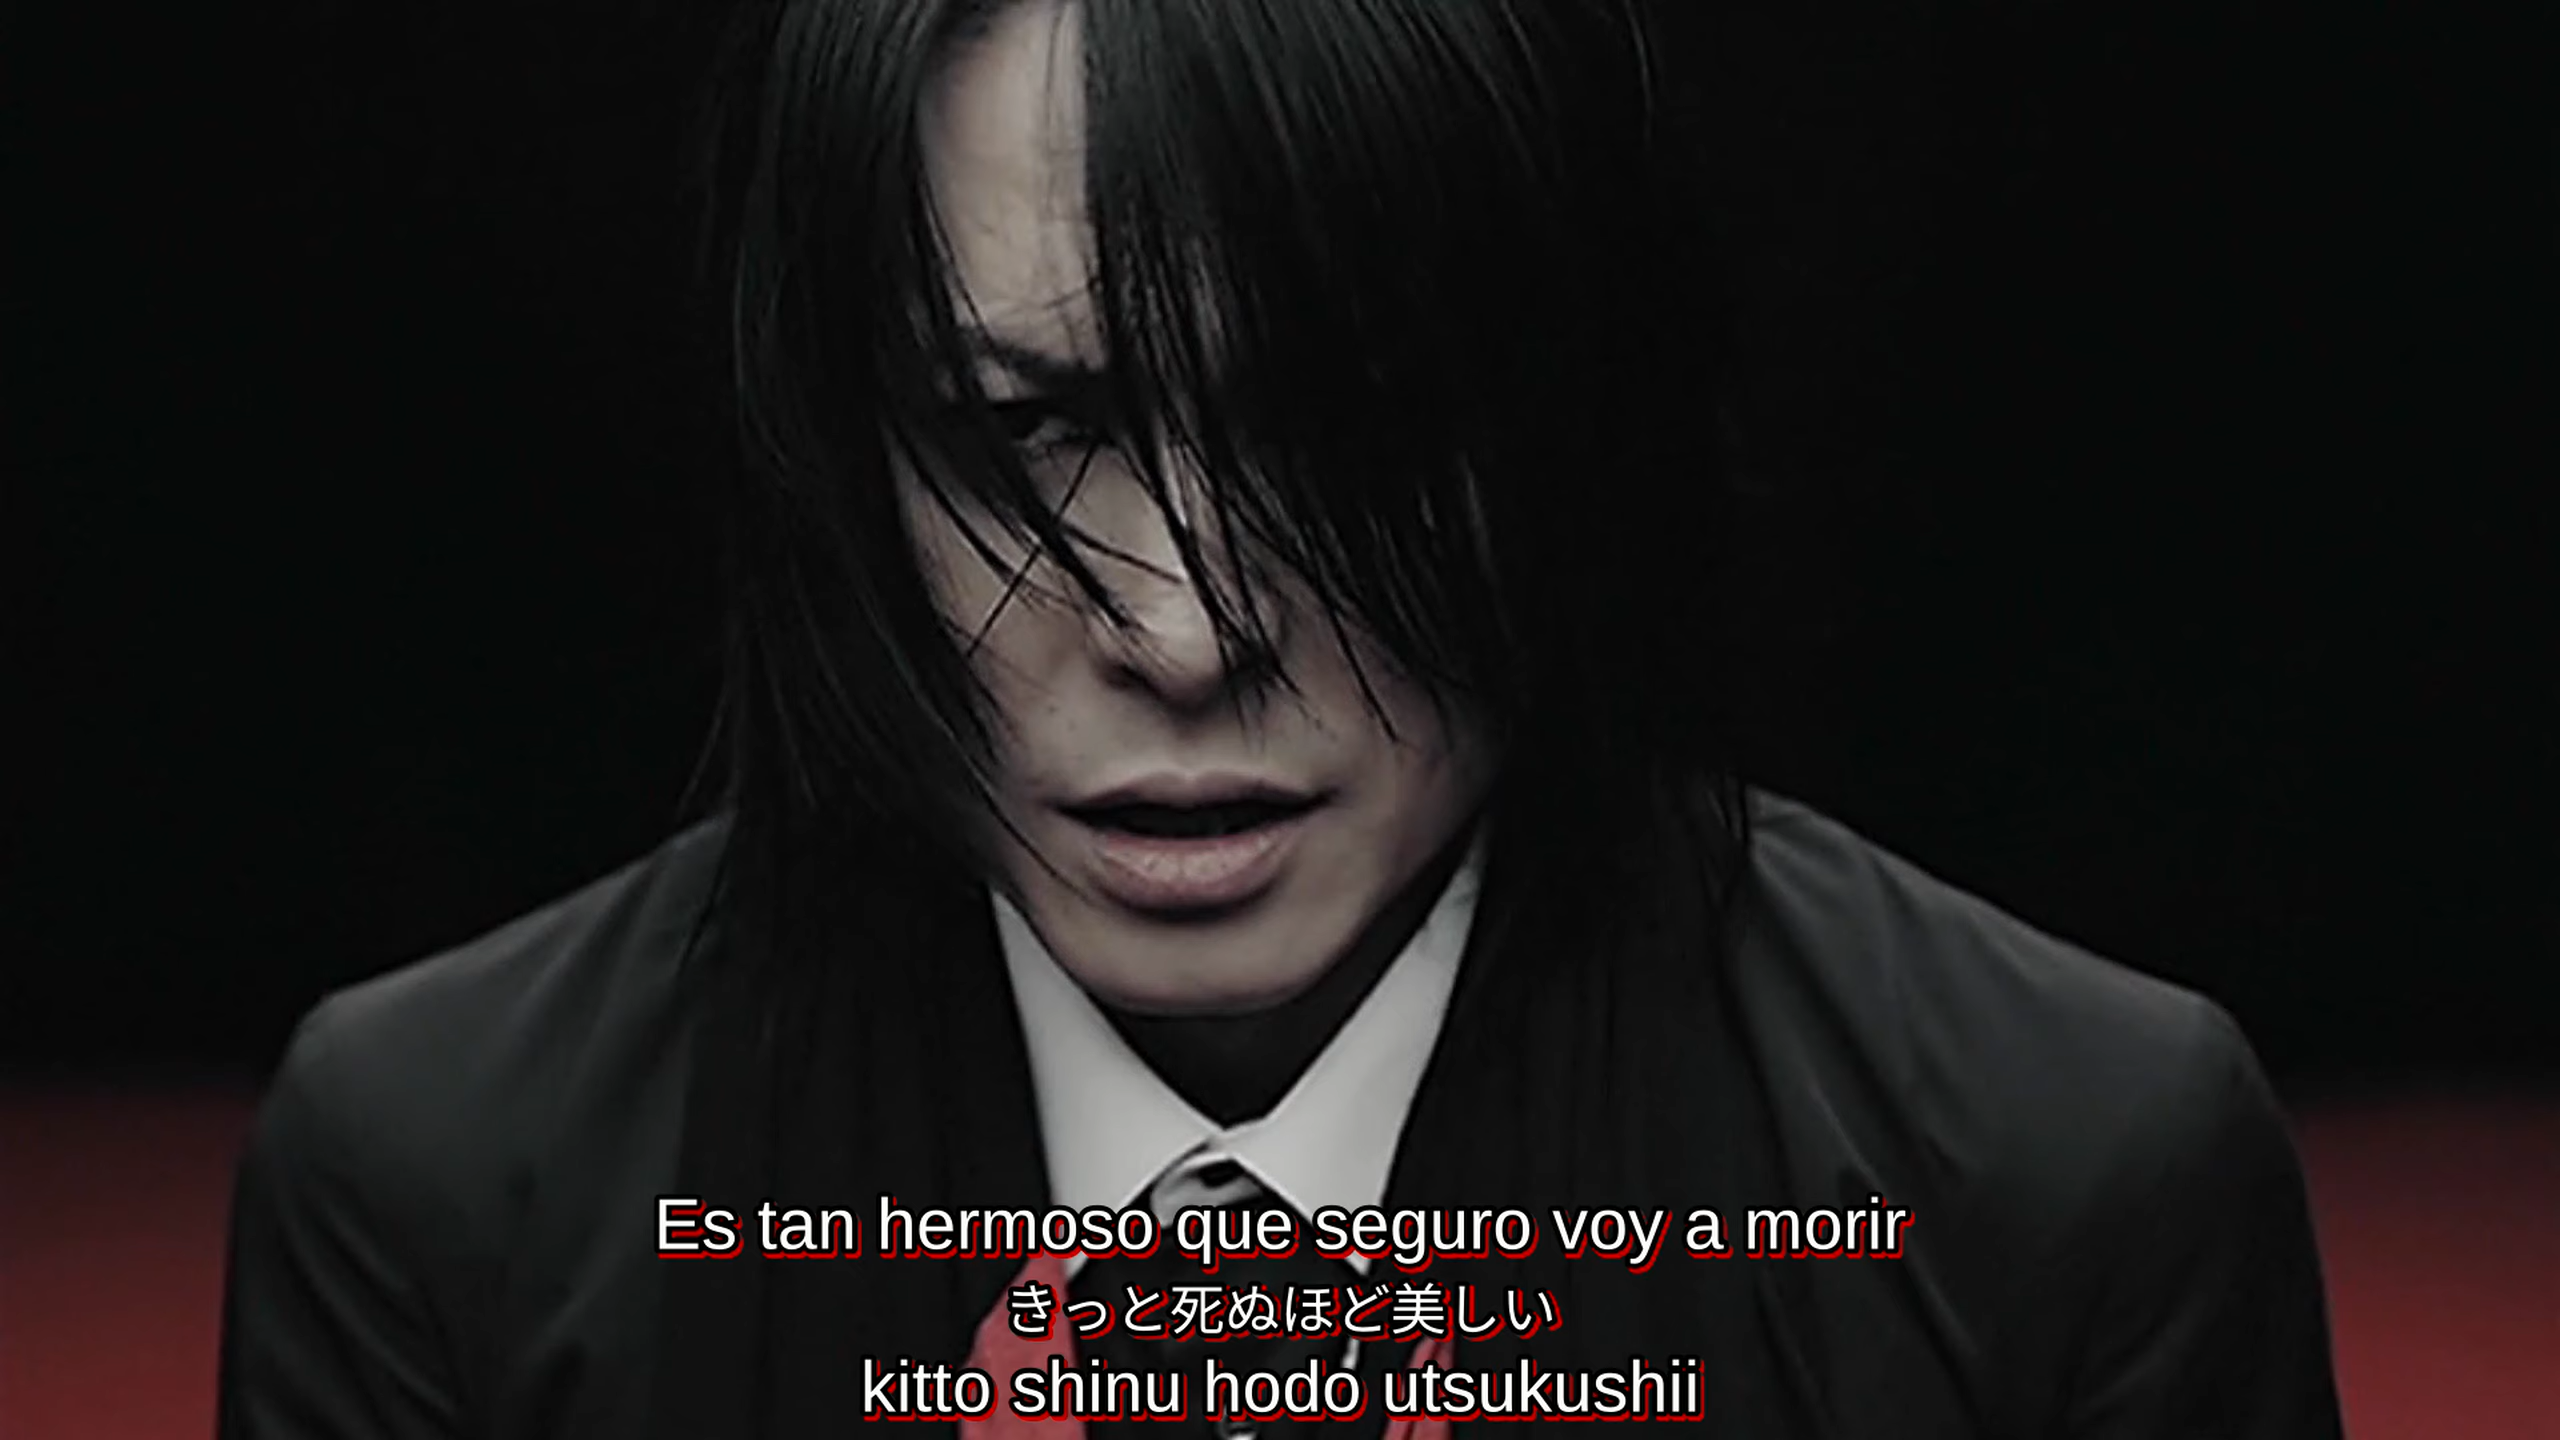 Es tan hermoso que seguro voy a morir
きっと死ぬほど美しい
kitto shinu hodo utsukushii